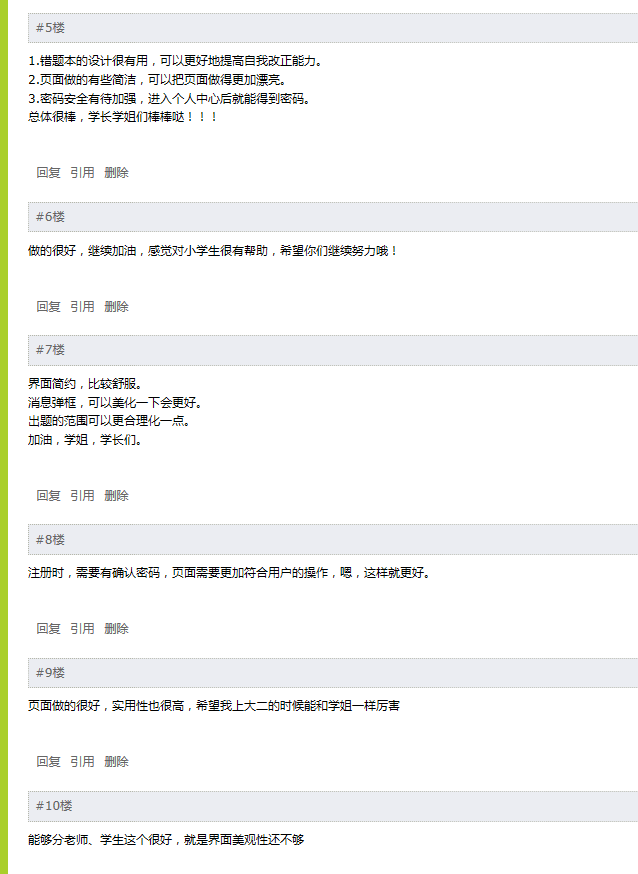 #5楼
1.错题本的设计很有用，可以更好地提高自我改正能力。
2.页面做的有些简洁，可以把页面做得更加漂亮。
3.密码安全有待加强，进入个人中心后就能得到密码。
总体很棒，学长学姐们棒棒哒！！！
回复 引用 删除
#6楼
做的很好，继续加油，感觉对小学生很有帮助，希望你们继续努力哦！
回复 引用 删除
#7楼
界面简约，比较舒服。
消息弹框，可以美化一下会更好。
出题的范围可以更合理化一点。
加油，学姐，学长们。
回复 引用 删除
#8楼
注册时，需要有确认密码，页面需要更加符合用户的操作，嗯，这样就更好。
回复 引用 删除
#9楼
页面做的很好，实用性也很高，希望我上大二的时候能和学姐一样厉害
回复 引用 删除
#10楼
能够分老师、学生这个很好，就是界面美观性还不够